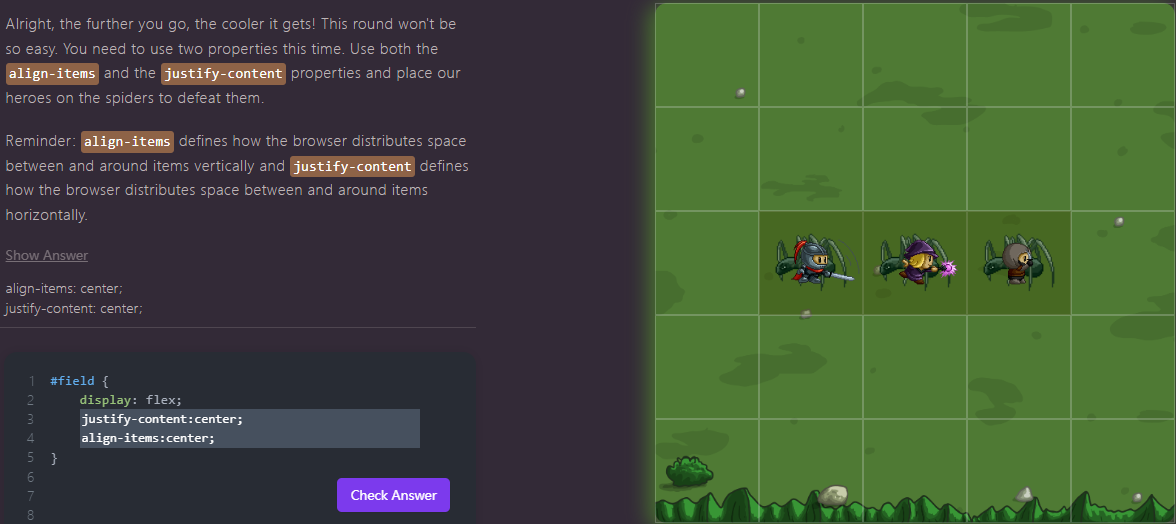 Alright, the further you go, the cooler it gets! This round won't be
so easy. You need to use two properties this time. Use both the
align-items and the justify-content properties and place our
heroes on the spiders to defeat them.
Reminder: align-items defines how the browser distributes space
between and around items vertically and justify-content defines
how the browser distributes space between and around items
horizontally.
Show Answer
align-items: center;
justify-content: center;
1 #field {
2 display: flex;
3 justify-content:center;
4 align-items:center;
5 }
6
7
8
Check Answer